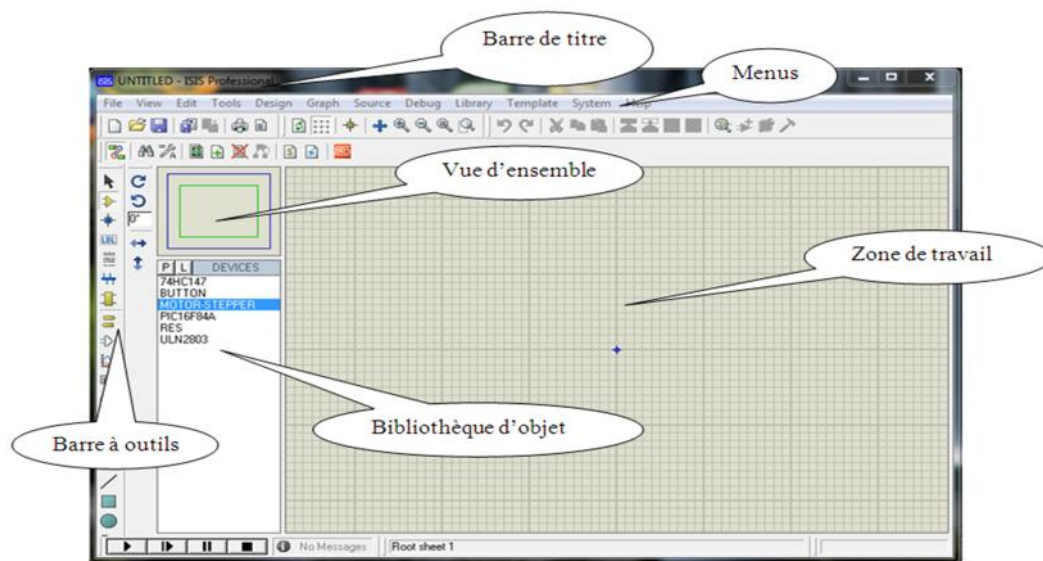 Barre de titre
UNTITLED - ISIS Professional
Menus
File View Edit Tools Design Graph Source Debug Library Template System Help
Vue d'ensemble
0°
LBL
Zone de travail
P L DEVICES
74HC147
BUTTON
MOTOR-STEPPER
PIC16F84A
RES
ULN2803
Bibliothèque d'objet
Barre à outils
No Messages
Root sheet 1